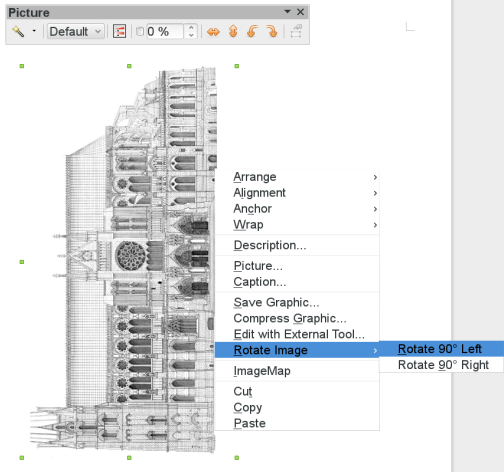 Picture
Default
0 %
Arrange
Alignment
Anchor
Wrap
Description...
Picture...
Caption...
Save Graphic...
Compress Graphic...
Edit with External Tool...
Rotate Image
Rotate 90° Left
Rotate 90° Right
ImageMap
Cut
Copy
Paste